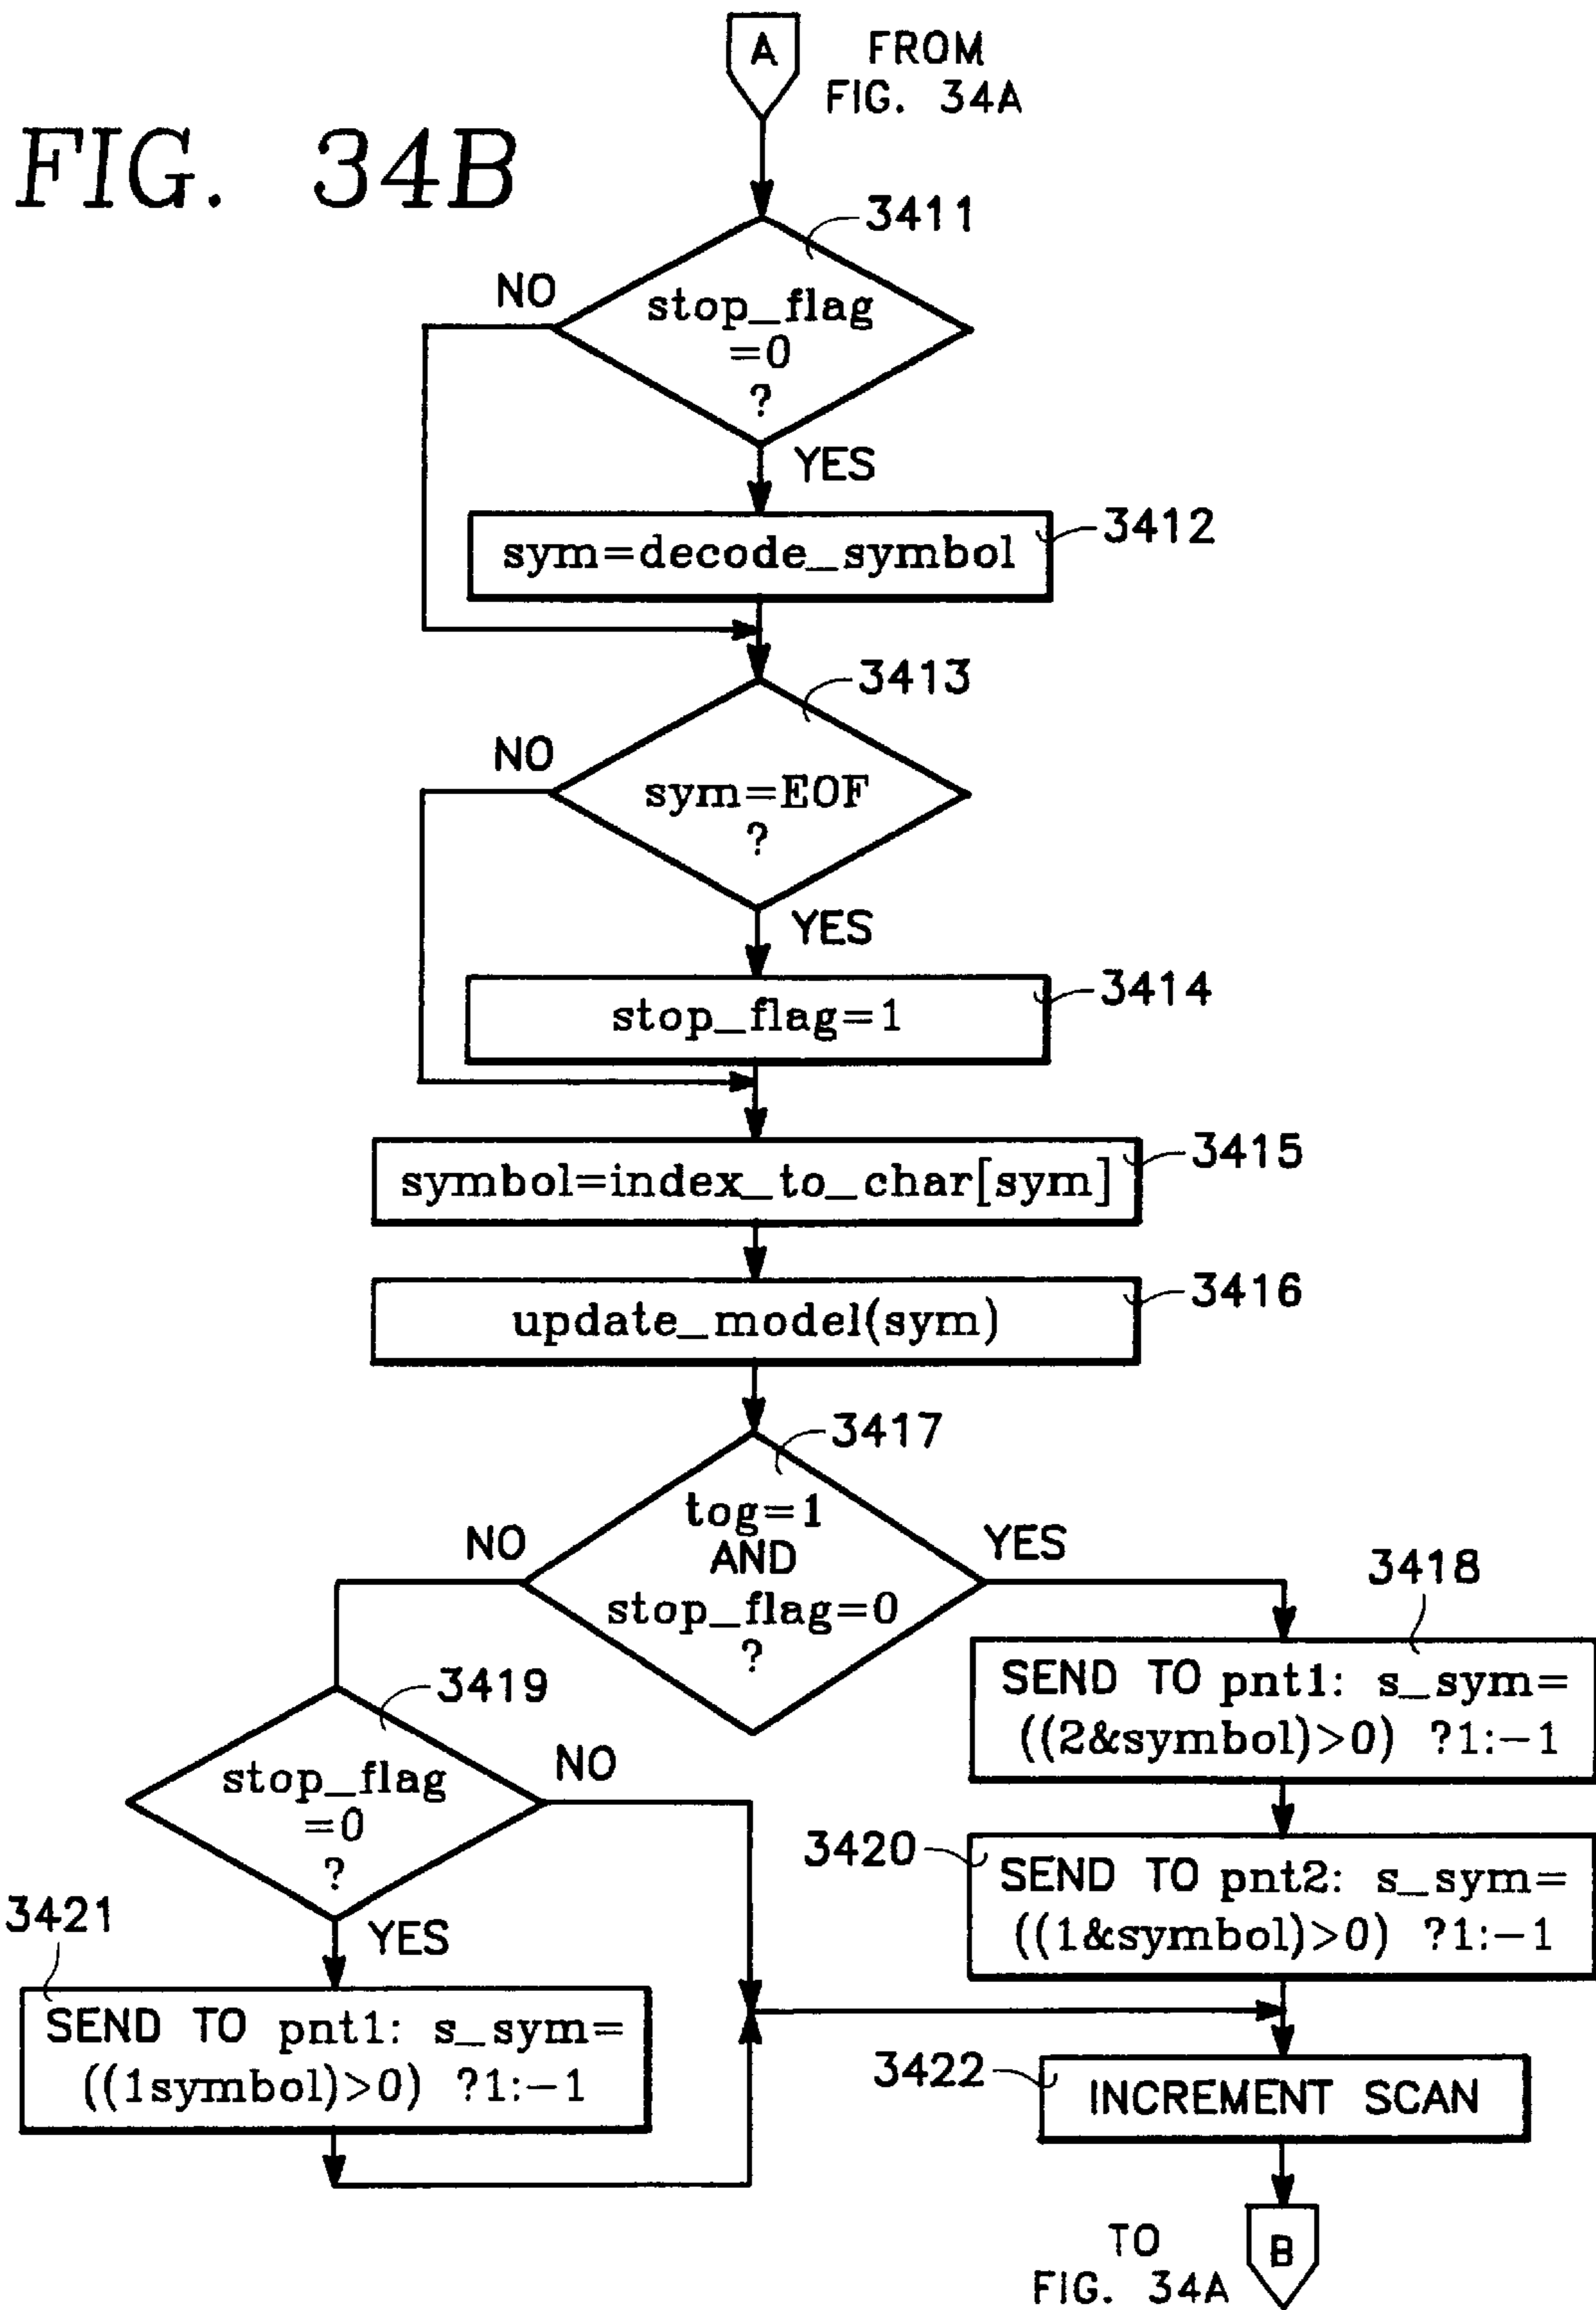 A
FROM
FIG. 34A
FIG. 34B
3411
NO
stop_flag
=0
?
YES
3412
sym=decode_symbol
3413
NO
sym=EOF
?
YES
3414
stop_flag=1
3415
symbol=index_to_char[sym]
3416
update_model(sym)
3417
tog=1
AND
stop_flag=0
?
NO
YES
3418
SEND TO pnt1: s_sym=
((2&symbol)>0) ?1:-1
3419
stop_flag
=0
?
NO
YES
3420
SEND TO pnt2: s_sym=
((1&symbol)>0) ?1:-1
3421
SEND TO pnt1: s_sym=
((1symbol)>0) ?1:-1
3422
INCREMENT SCAN
TO
FIG. 34A
B